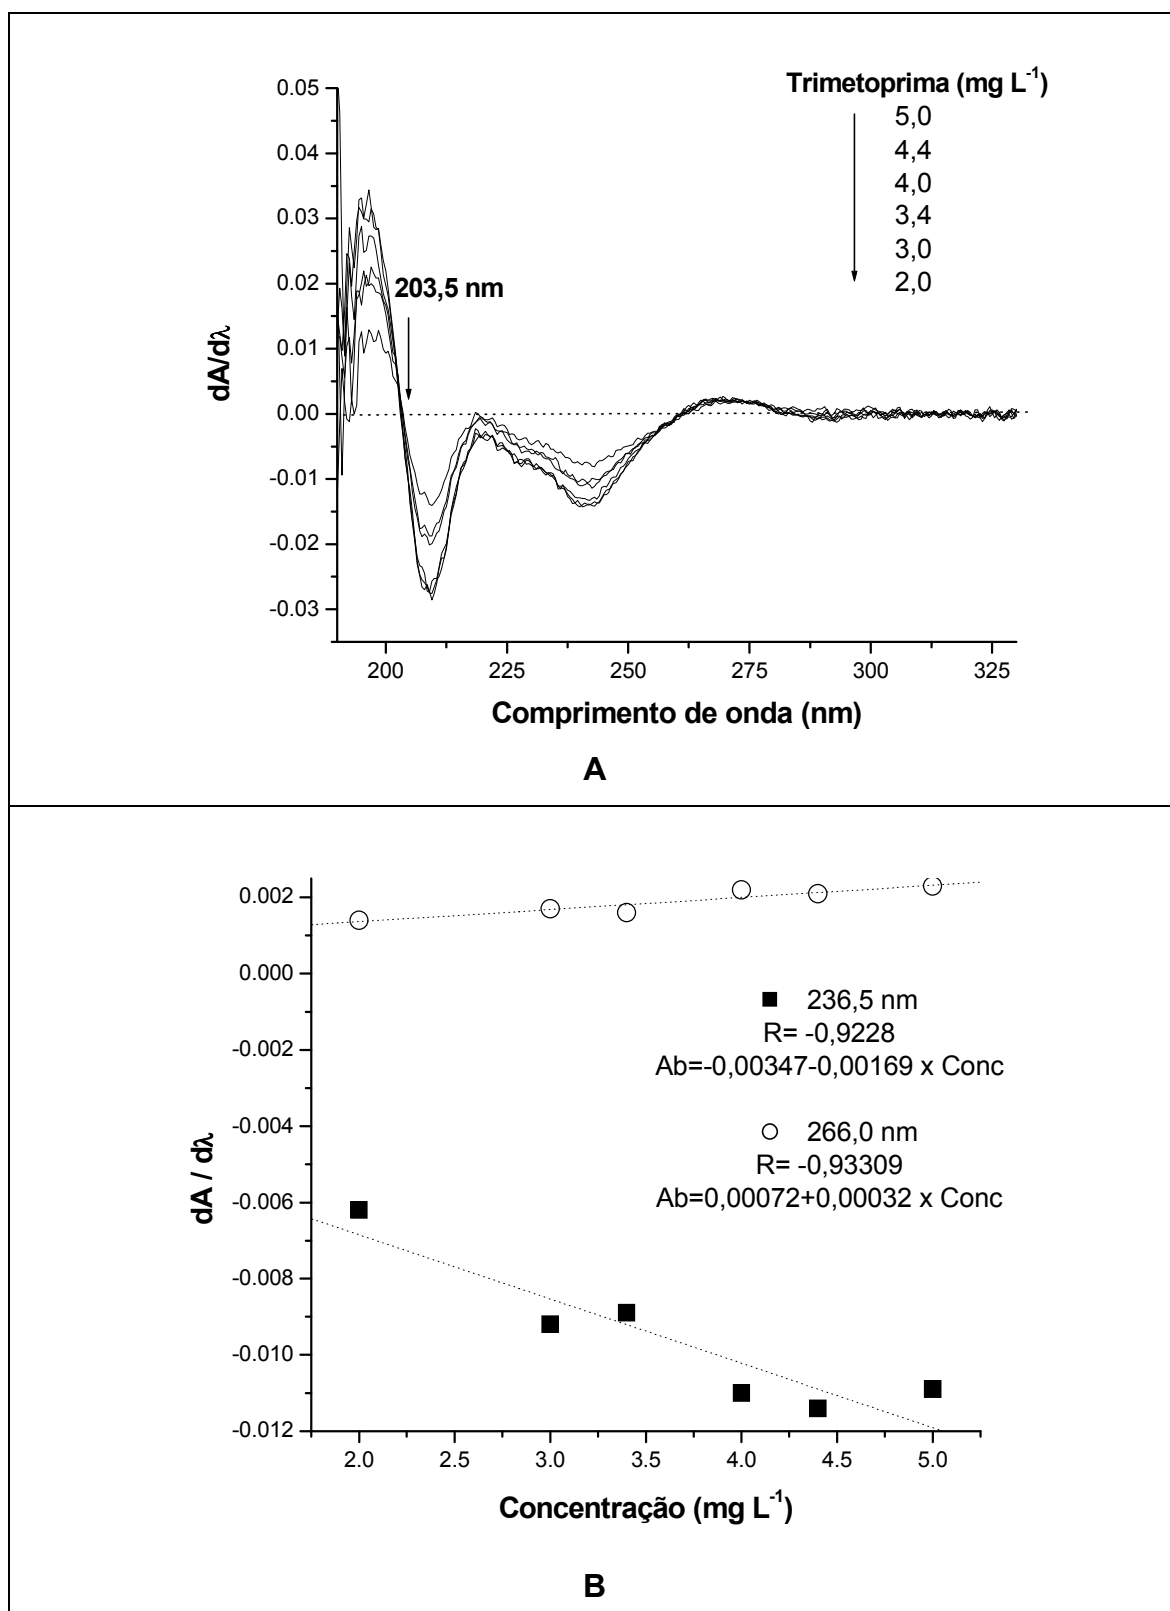 Trimetoprima (mg L-1)
5,0
4,4
4,0
3,4
3,0
2,0
203,5 nm
0.05
0.04
0.03
0.02
0.01
0.00
-0.01
-0.02
-0.03
dA/dλ
200
225
250
275
300
325
Comprimento de onda (nm)
A
0.002
0.000
-0.002
-0.004
-0.006
-0.008
-0.010
-0.012
dA / dλ
236,5 nm
R= -0,9228
Ab=-0,00347-0,00169 x Conc
266,0 nm
R= -0,93309
Ab=0,00072+0,00032 x Conc
2.0
2.5
3.0
3.5
4.0
4.5
5.0
Concentração (mg L-1)
B